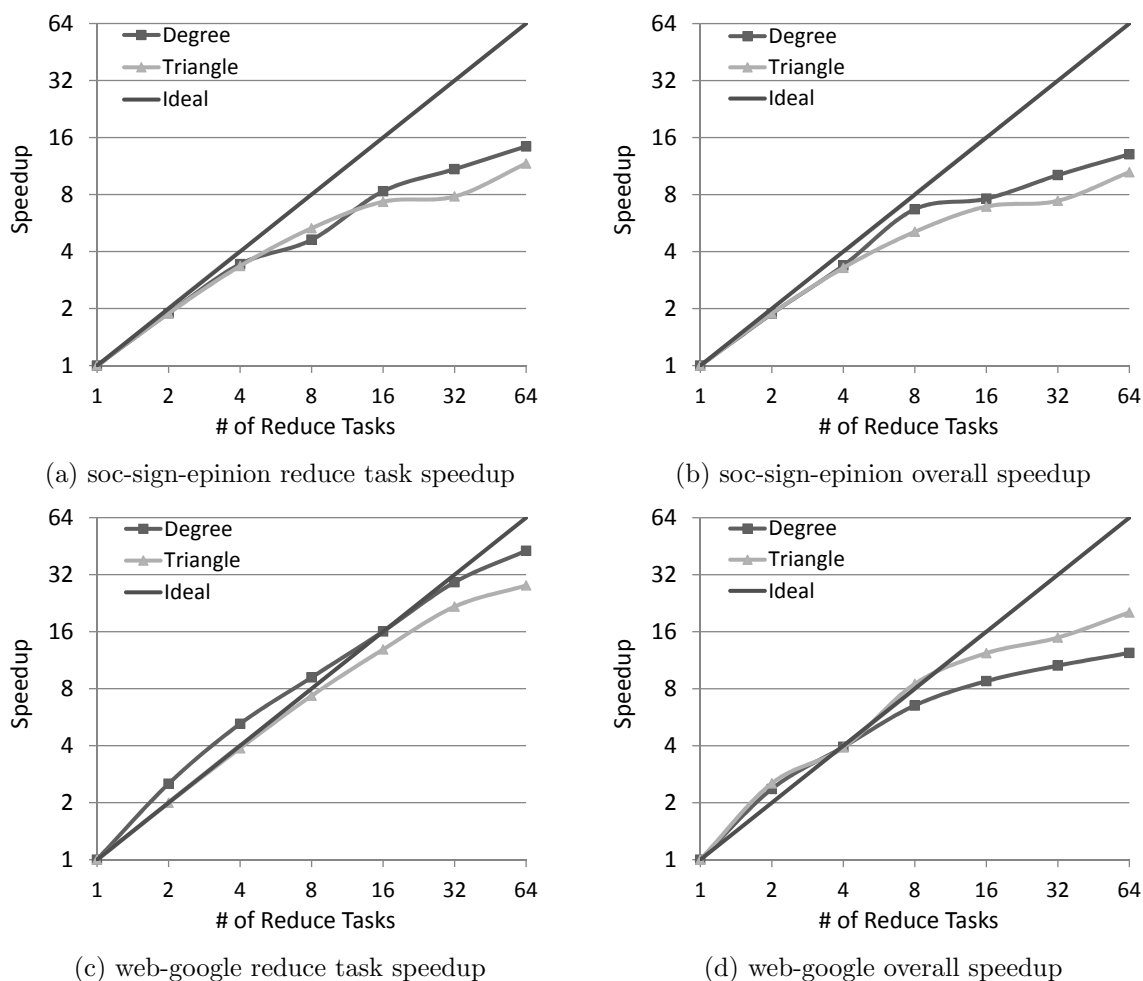 64
32
16
8
4
2
1
Speedup
Degree
Triangle
Ideal
1 2 4 8 16 32 64
# of Reduce Tasks
(a) soc-sign-epinion reduce task speedup
64
32
16
8
4
2
1
Speedup
Degree
Triangle
Ideal
1 2 4 8 16 32 64
# of Reduce Tasks
(b) soc-sign-epinion overall speedup
64
32
16
8
4
2
1
Speedup
Degree
Triangle
Ideal
1 2 4 8 16 32 64
# of Reduce Tasks
(c) web-google reduce task speedup
64
32
16
8
4
2
1
Speedup
Degree
Triangle
Ideal
1 2 4 8 16 32 64
# of Reduce Tasks
(d) web-google overall speedup